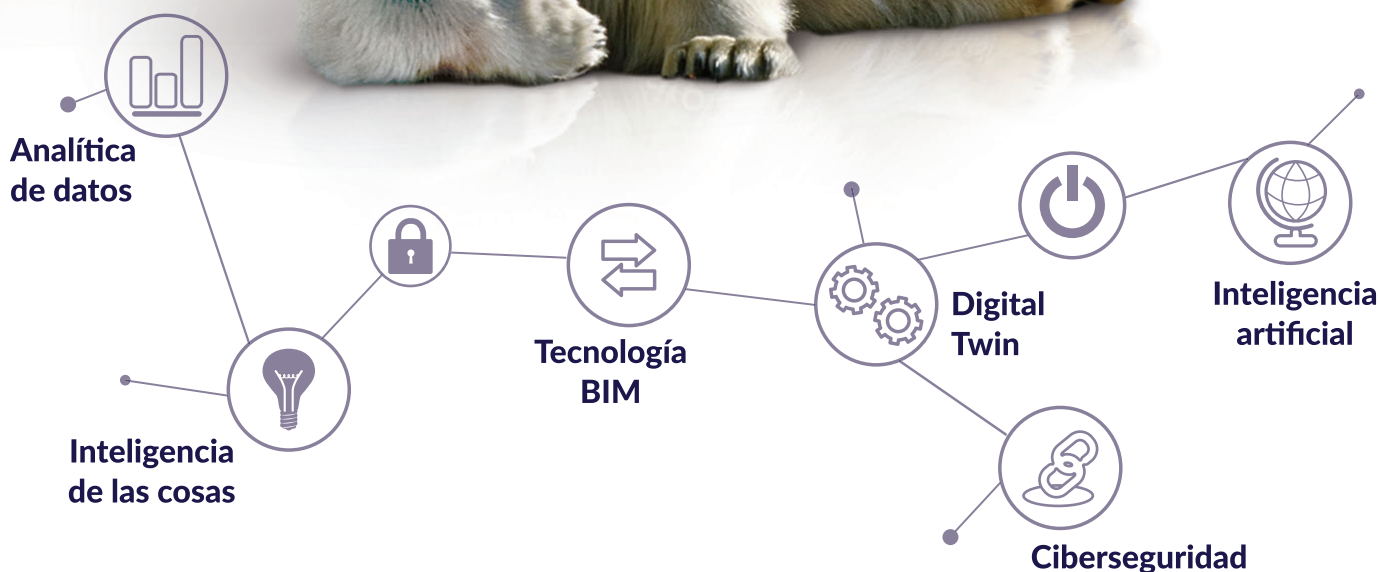 Analítica
de datos
Inteligencia
de las cosas
Tecnología
BIM
Digital
Twin
Inteligencia
artificial
Ciberseguridad